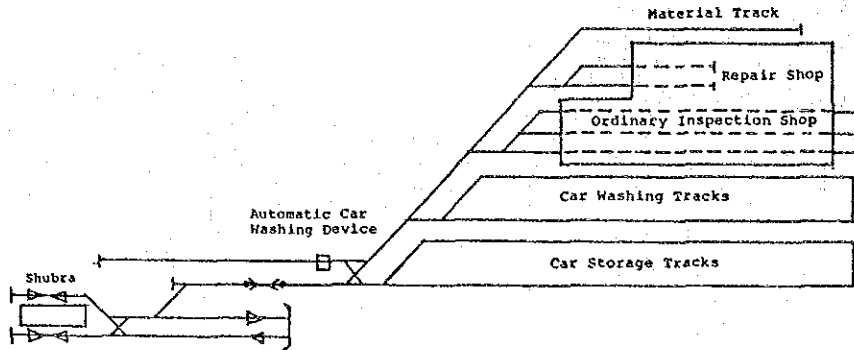 Material Track
Repair Shop
Ordinary Inspection Shop
Car Washing Tracks
Automatic Car
Washing Device
Car Storage Tracks
Shubra